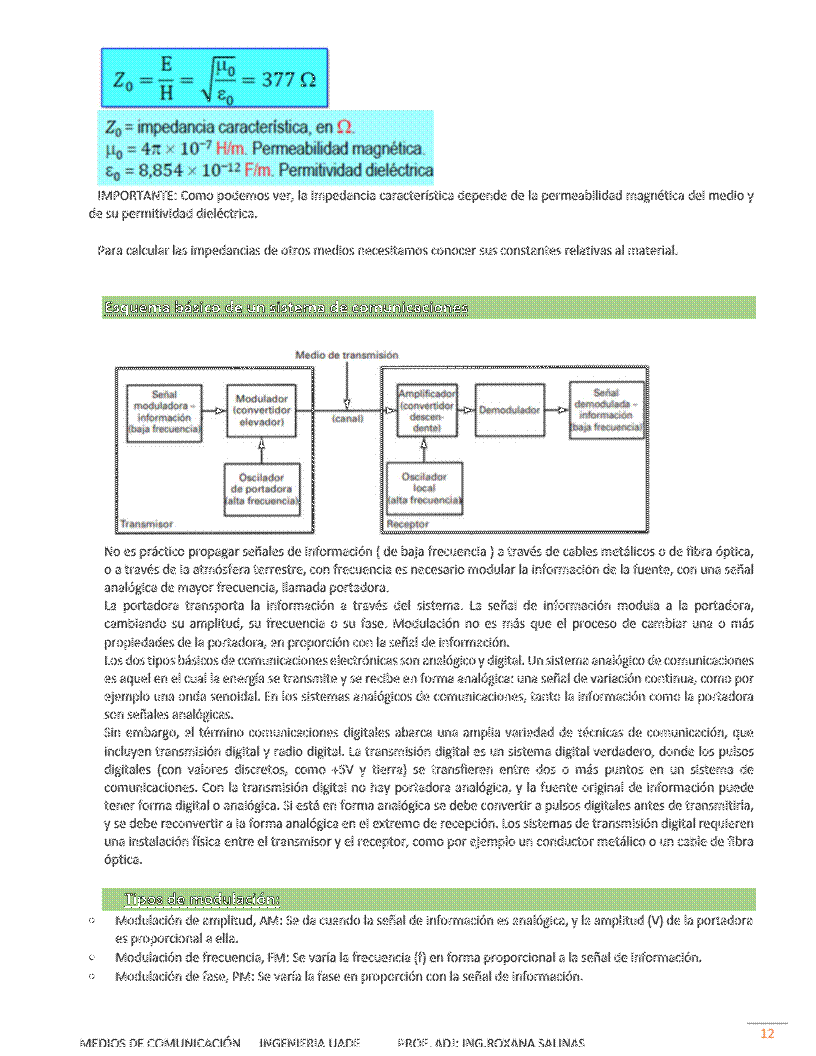 Z₀ = E/H = √(μ₀/ε₀) = 377 Ω
Z₀ = impedancia característica, en Ω.
μ₀ = 4π × 10⁻⁷ H/m. Permeabilidad magnética.
ε₀ = 8,854 × 10⁻¹² F/m. Permitividad dieléctrica
IMPORTANTE: Como podemos ver, la impedancia característica depende de la permeabilidad magnética del medio y
de su permitividad dieléctrica.
Para calcular las impedancias de otros medios necesitamos conocer sus constantes relativas al material.
Esquema básico de un sistema de comunicaciones
Medio de transmisión
Señal
moduladora –
información
(baja frecuencia)
Modulador
(convertidor
elevador)
(canal)
Amplificador
(convertidor
descen-
dente)
Demodulador
Señal
demodulada –
información
(baja frecuencia)
Oscilador
de portadora
(alta frecuencia)
Oscilador
local
(alta frecuencia)
Transmisor
Receptor
No es práctico propagar señales de información ( de baja frecuencia ) a través de cables metálicos o de fibra óptica,
o a través de la atmósfera terrestre, con frecuencia es necesario modular la información de la fuente, con una señal
analógica de mayor frecuencia, llamada portadora.
La portadora transporta la información a través del sistema. La señal de información modula a la portadora,
cambiando su amplitud, su frecuencia o su fase. Modulación no es más que el proceso de cambiar una o más
propiedades de la portadora, en proporción con la señal de información.
Los dos tipos básicos de comunicaciones electrónicas son analógico y digital. Un sistema analógico de comunicaciones
es aquel en el cual la energía se transmite y se recibe en forma analógica: una señal de variación continua, como por
ejemplo una onda senoidal. En los sistemas analógicos de comunicaciones, tanto la información como la portadora
son señales analógicas.
Sin embargo, el término comunicaciones digitales abarca una amplia variedad de técnicas de comunicación, que
incluyen transmisión digital y radio digital. La transmisión digital es un sistema digital verdadero, donde los pulsos
digitales (con valores discretos, como +5V y tierra) se transfieren entre dos o más puntos en un sistema de
comunicaciones. Con la transmisión digital no hay portadora analógica, y la fuente original de información puede
tener forma digital o analógica. Si está en forma analógica se debe convertir a pulsos digitales antes de transmitirla,
y se debe reconvertir a la forma analógica en el extremo de recepción. Los sistemas de transmisión digital requieren
una instalación física entre el transmisor y el receptor, como por ejemplo un conductor metálico o un cable de fibra
óptica.
Tipos de modulación:
○ Modulación de amplitud, AM: Se da cuando la señal de información es analógica, y la amplitud (V) de la portadora
es proporcional a ella.
○ Modulación de frecuencia, FM: Se varía la frecuencia (f) en forma proporcional a la señal de información.
○ Modulación de fase, PM: Se varía la fase en proporción con la señal de información.
12
MEDIOS DE COMUNICACIÓN INGENIERIA UADE PROF. ADJ: ING.ROXANA SALINAS